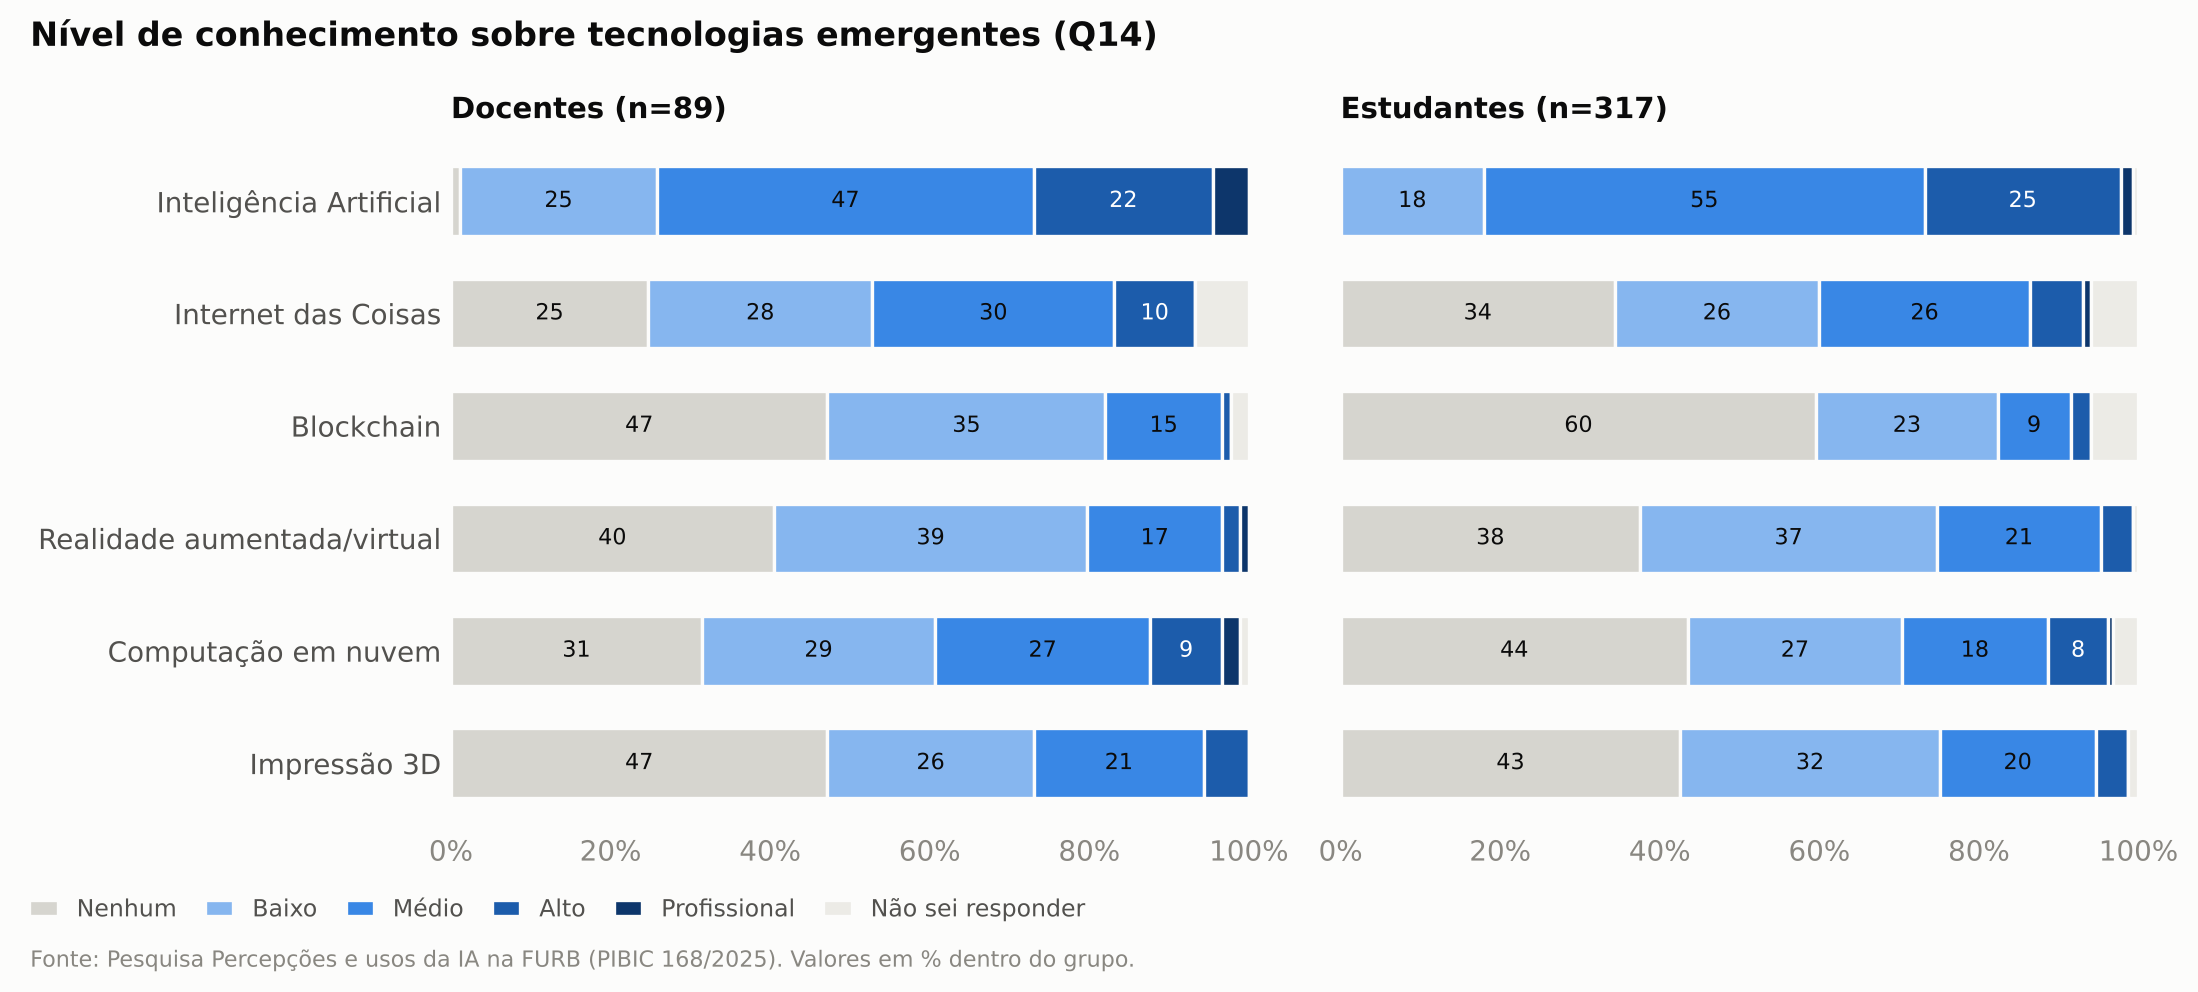 Nível de conhecimento sobre tecnologias emergentes (Q14)
Docentes (n=89) Estudantes (n=317)
Inteligência Artificial 25 47 22 18 55 25
Internet das Coisas 25 28 30 10 34 26 26
Blockchain 47 35 15 60 23 9
Realidade aumentada/virtual 40 39 17 38 37 21
Computação em nuvem 31 29 27 9 44 27 18 8
Impressão 3D 47 26 21 43 32 20
0% 20% 40% 60% 80% 100% 0% 20% 40% 60% 80% 100%
Nenhum Baixo Médio Alto Profissional Não sei responder
Fonte: Pesquisa Percepções e usos da IA na FURB (PIBIC 168/2025). Valores em % dentro do grupo.